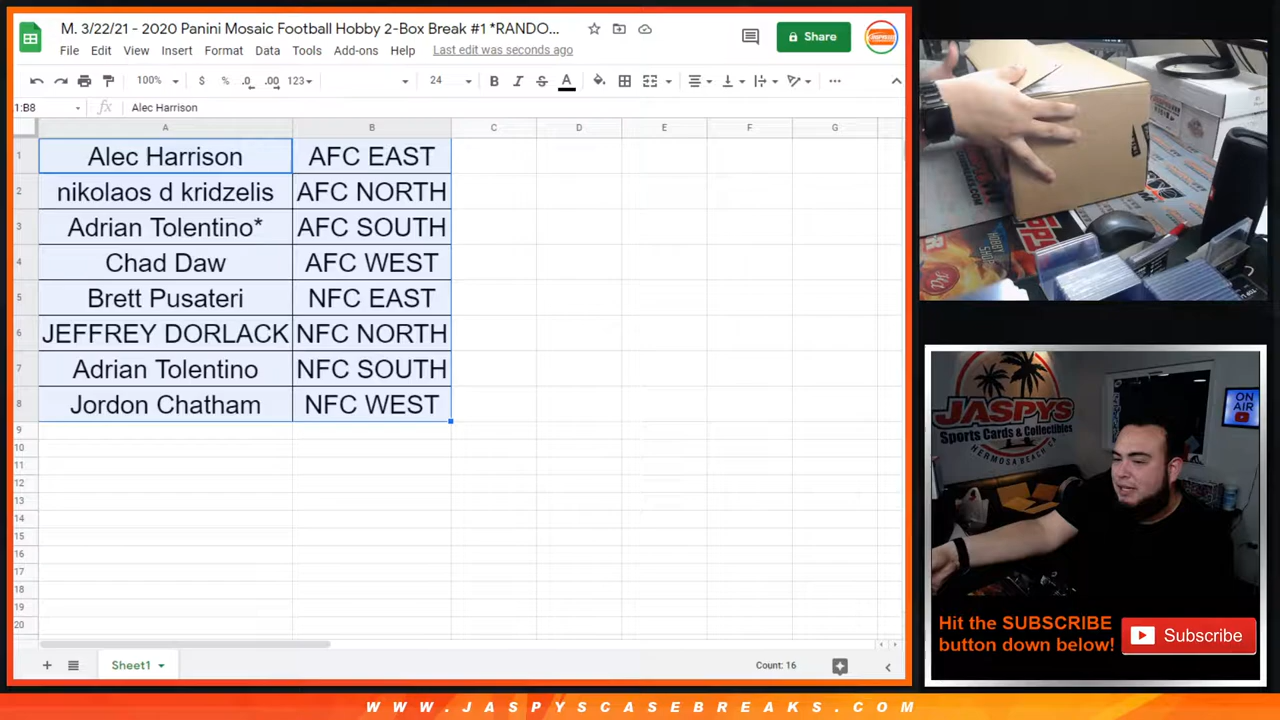 M. 3/22/21 - 2020 Panini Mosaic Football Hobby 2-Box Break #1 *RANDO...
File Edit View Insert Format Data Tools Add-ons Help Last edit was seconds ago
Share
100% $ % .0 .00 123 24 B I S A
1:B8 fx Alec Harrison
A B C D E F G
1 Alec Harrison AFC EAST
2 nikolaos d kridzelis AFC NORTH
3 Adrian Tolentino* AFC SOUTH
4 Chad Daw AFC WEST
5 Brett Pusateri NFC EAST
6 JEFFREY DORLACK NFC NORTH
7 Adrian Tolentino NFC SOUTH
8 Jordon Chatham NFC WEST
9
10
11
12
13
14
15
16
17
18
19
20
Sheet1 Count: 16
JASPYS
Sports Cards & Collectibles
HERMOSA BEACH CA
ON
AIR
Hit the SUBSCRIBE
button down below!
Subscribe
WWW.JASPYSCASEBREAKS.COM